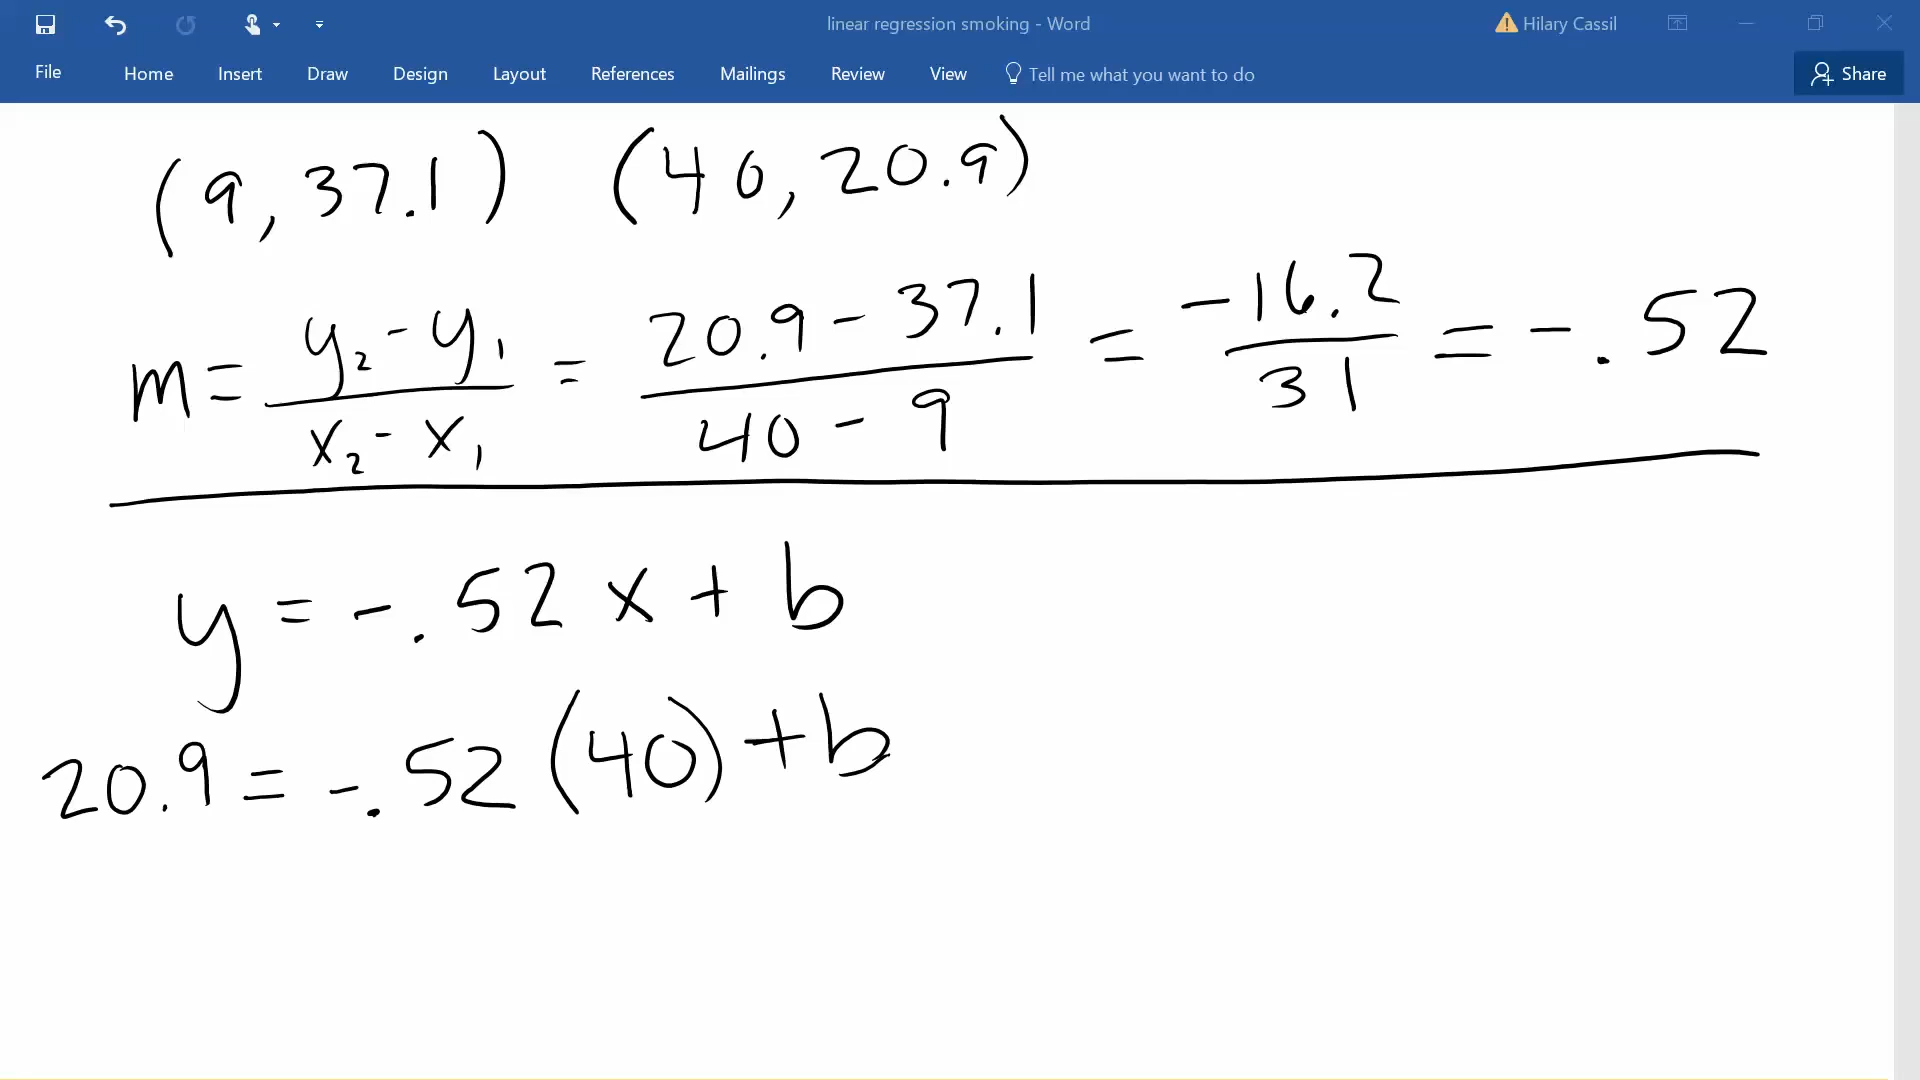 linear regression smoking - Word
Hilary Cassil
File Home Insert Draw Design Layout References Mailings Review View Tell me what you want to do Share
(9, 37.1) (40, 20.9)
m = y₂ - y₁ / x₂ - x₁ = 20.9 - 37.1 / 40 - 9 = -16.2 / 31 = -.52
y = -.52x + b
20.9 = -.52(40) + b